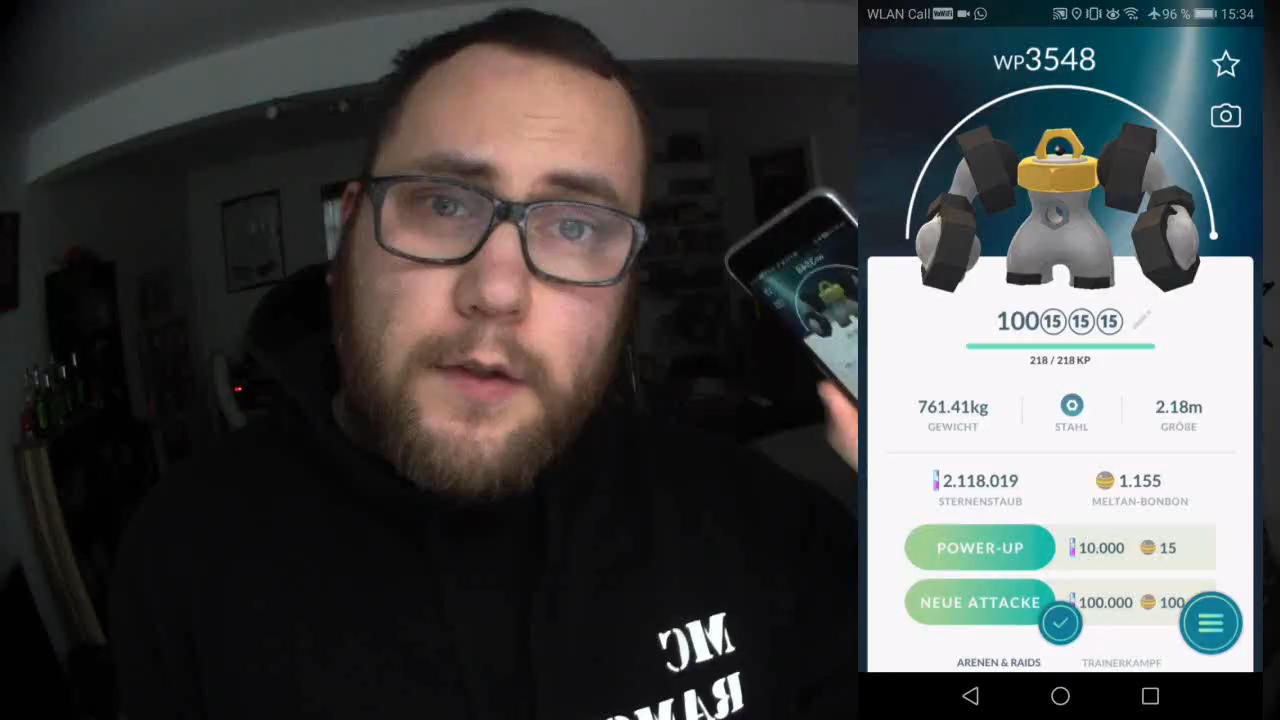 WLAN Call VoWiFi 96 % 15:34
WP3548
100 15 15 15
218 / 218 KP
761.41kg STAHL 2.18m
GEWICHT GRÖßE
2.118.019 1.155
STERNENSTAUB MELTAN-BONBON
POWER-UP 10.000 15
NEUE ATTACKE 100.000 100
ARENEN & RAIDS TRAINERKAMPF
MC